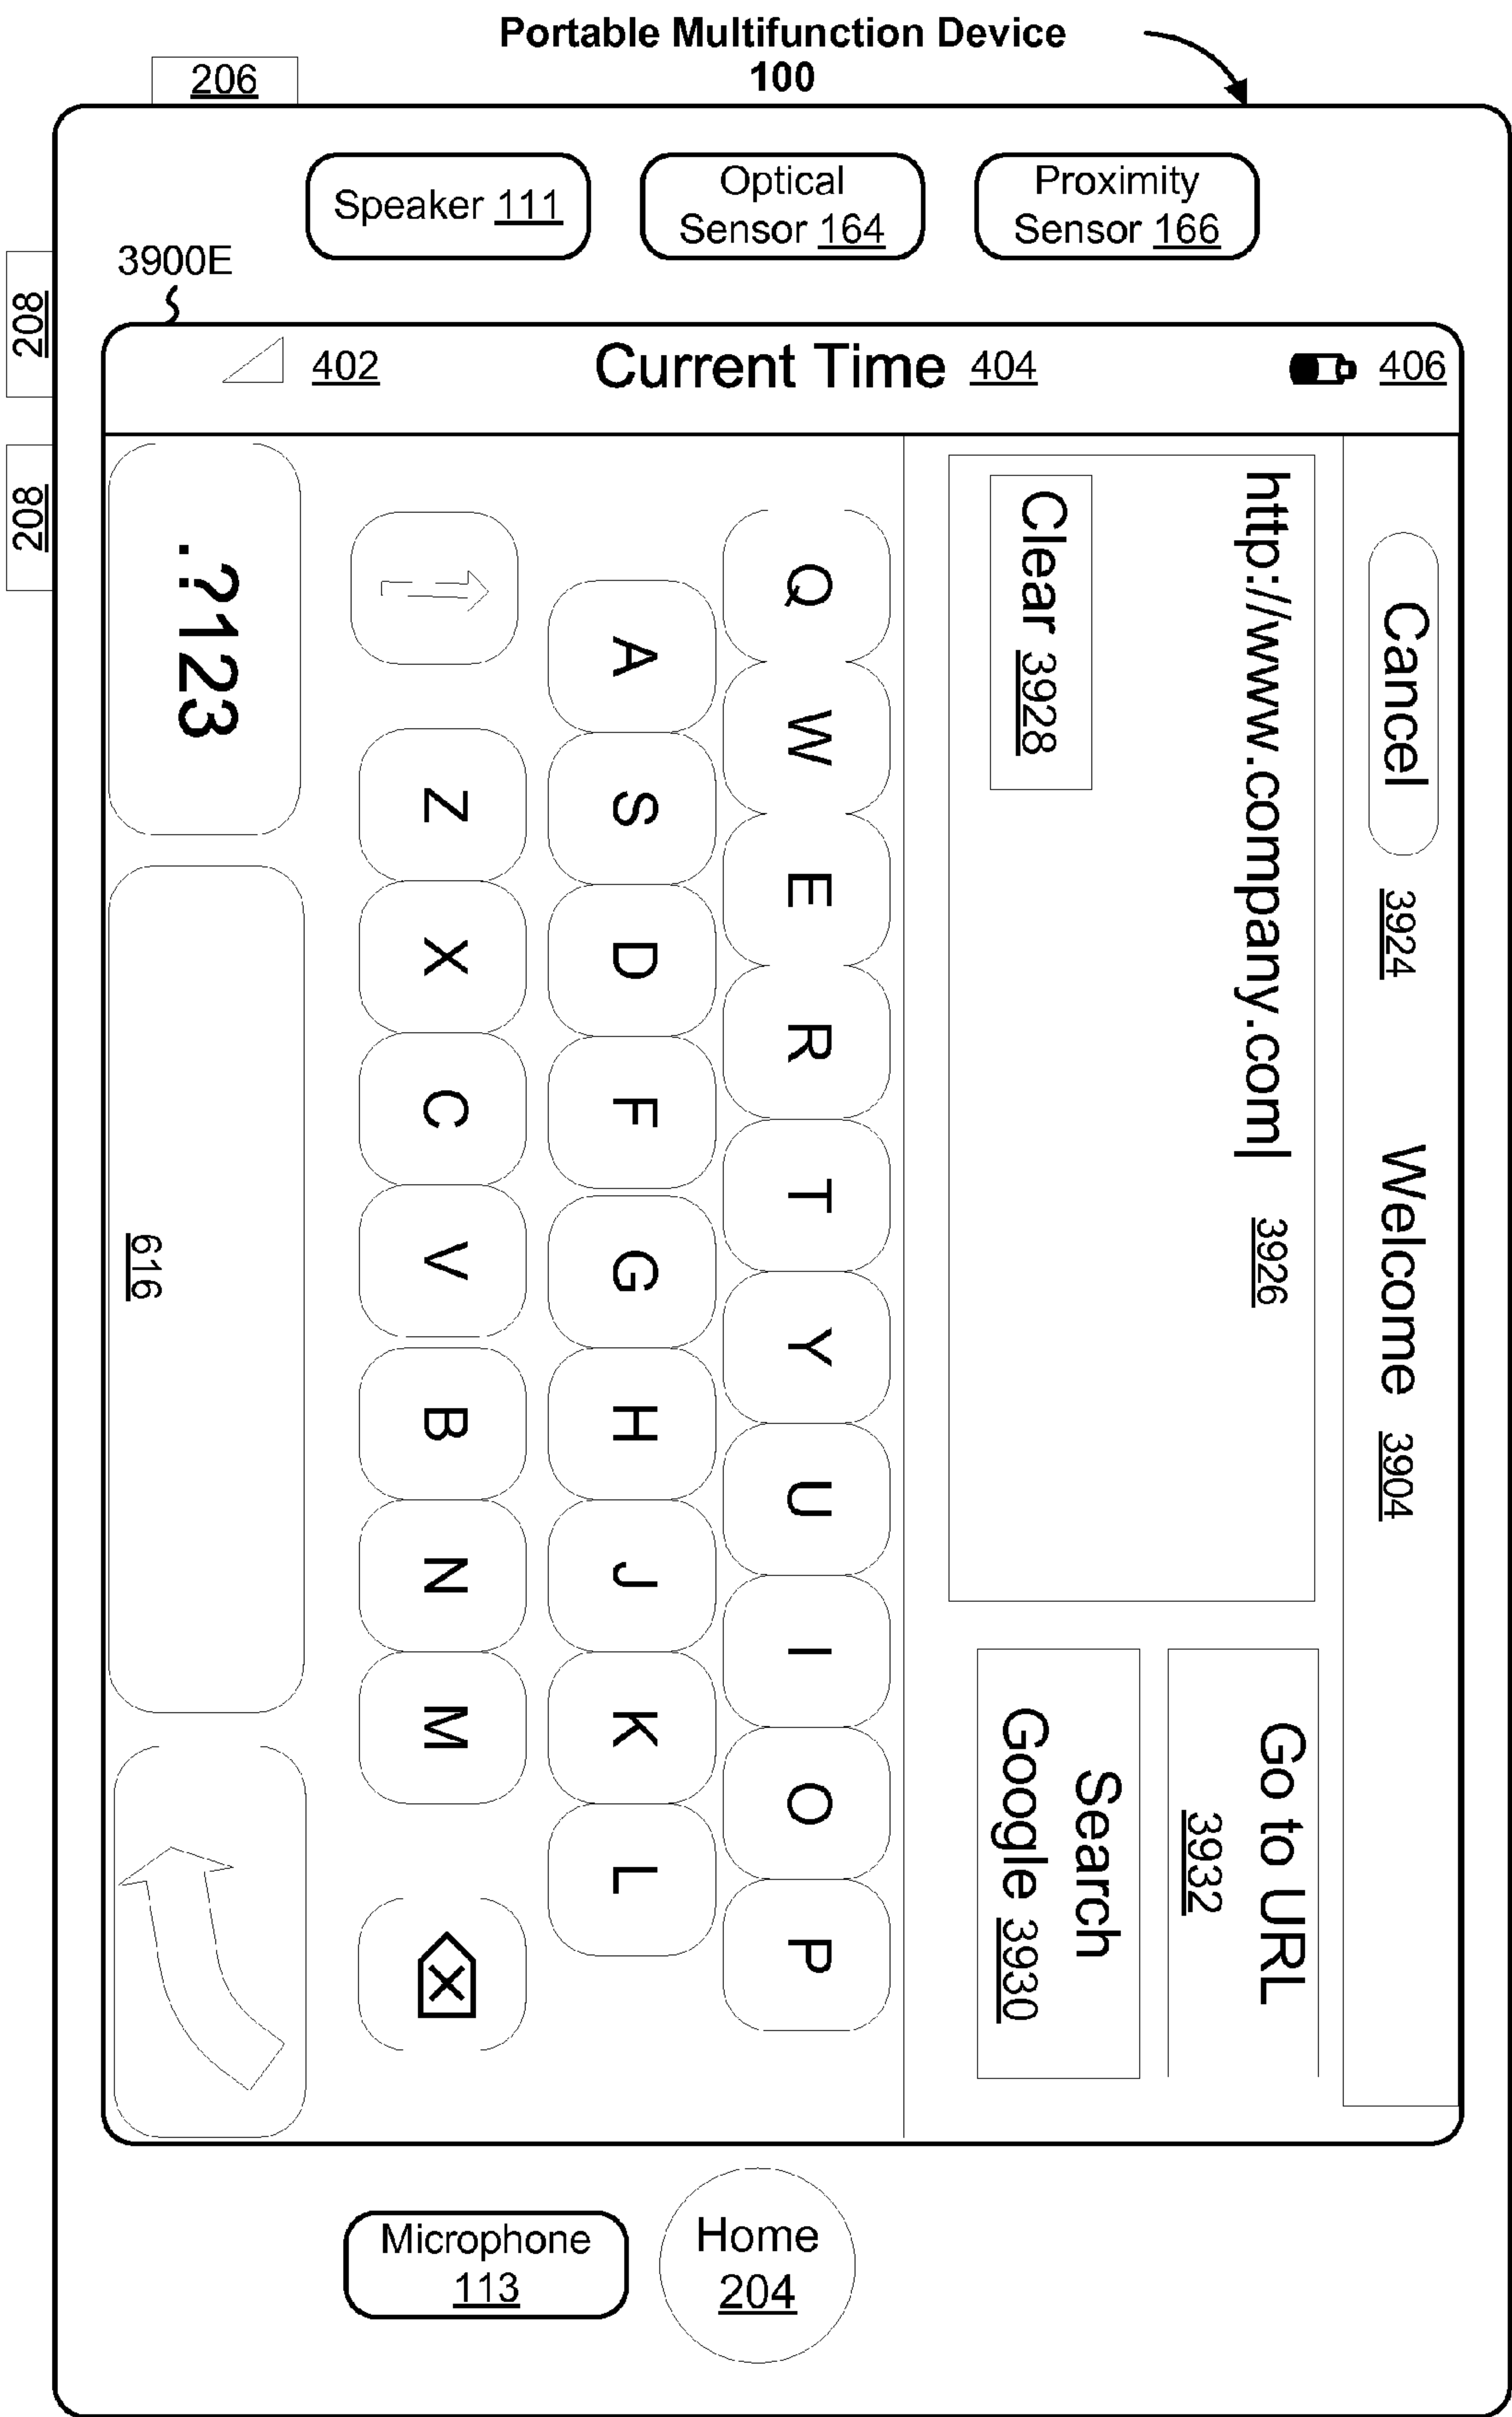 Portable Multifunction Device
100
206
208
208
Speaker 111
Optical
Sensor 164
Proximity
Sensor 166
3900E
402
Current Time 404
406
Cancel 3924 Welcome 3904
http://www.company.com| 3926
Clear 3928
Go to URL
3932
Search
Google 3930
Q W E R T Y U I O P
A S D F G H J K L
Z X C V B N M
.?123
616
Microphone
113
Home
204